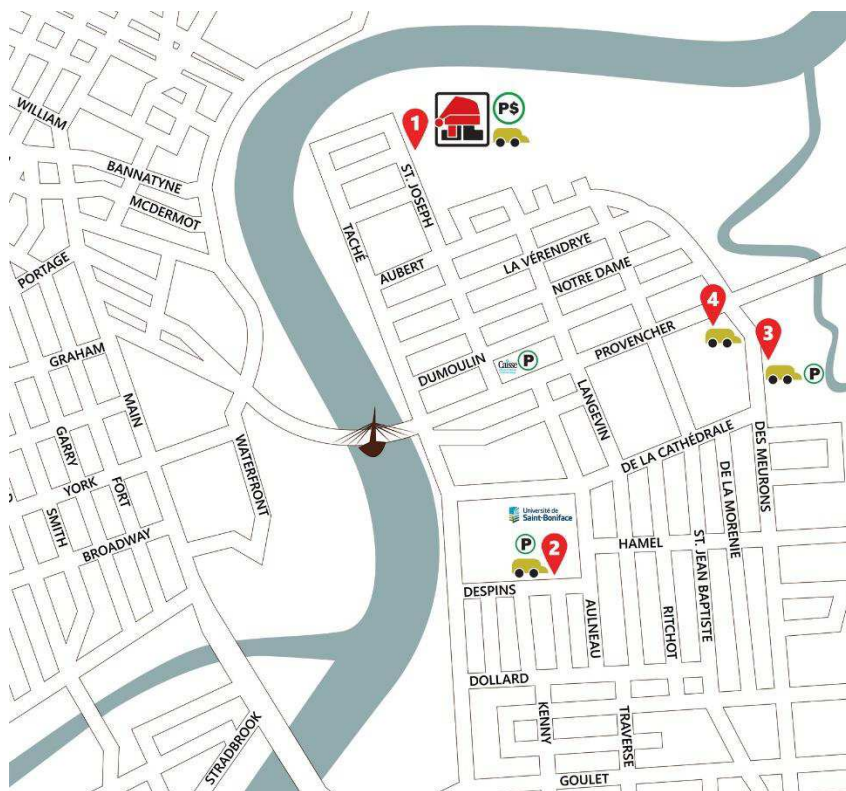 WILLIAM
BANNATYNE
MCDERMOT
PORTAGE
GRAHAM
MAIN
GARRY
YORK
FORT
SMITH
BROADWAY
WATERFRONT
STRADBROOK
1
P$
ST. JOSEPH
TACHÉ
AUBERT
LA VÉRENDRYE
NOTRE DAME
4
3
PROVENCHER
DUMOULIN
Caisse
P
P
LANGEVIN
DE LA CATHÉDRALE
DES MEURONS
DE LA MORENIE
ST. JEAN BAPTISTE
Université de
Saint-Boniface
P
2
HAMEL
DESPINS
AULNEAU
RITCHOT
DOLLARD
KENNY
TRAVERSE
GOULET